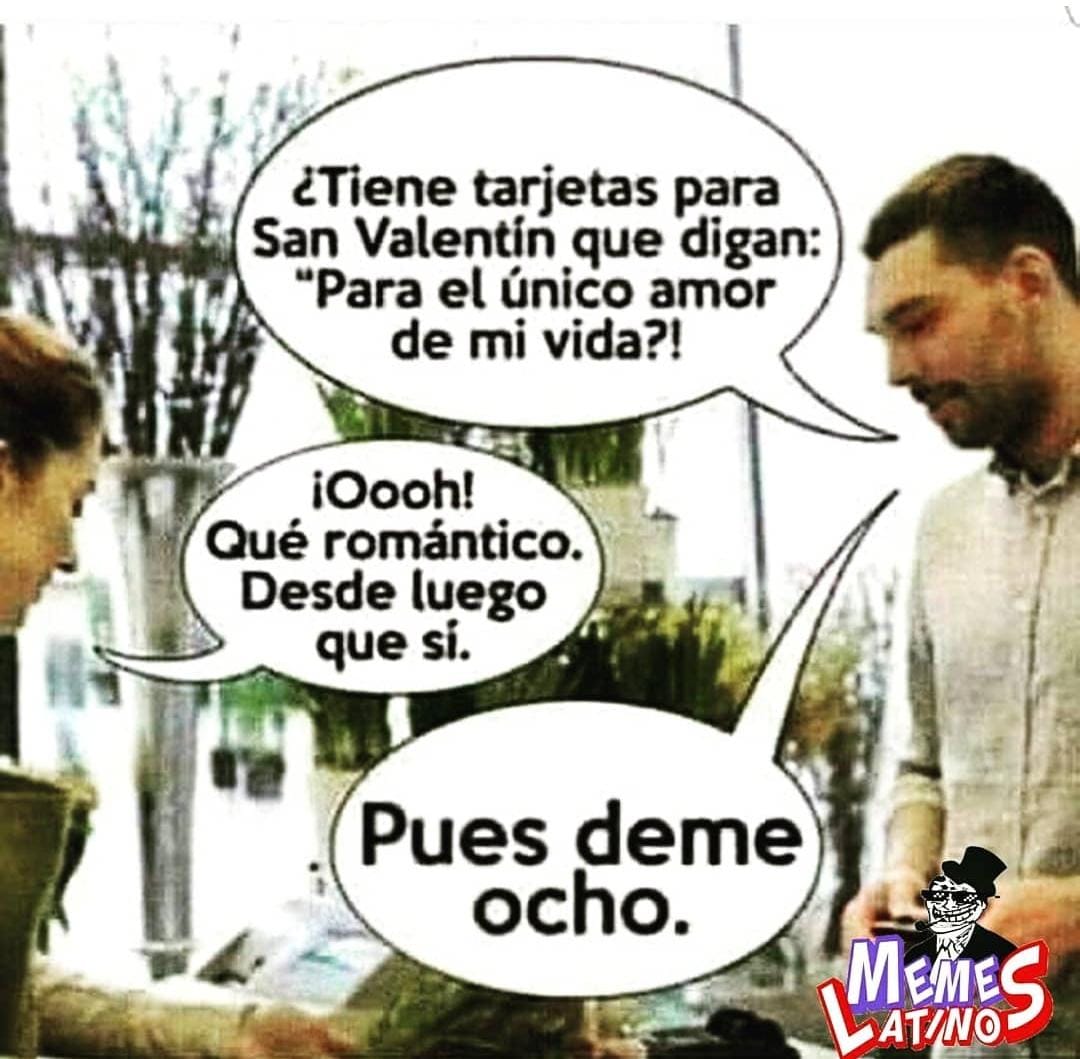 ¿Tiene tarjetas para
San Valentín que digan:
"Para el único amor
de mi vida?!
¡Oooh!
Qué romántico.
Desde luego
que sí.
Pues deme
ocho.
MEMES
LATINOS